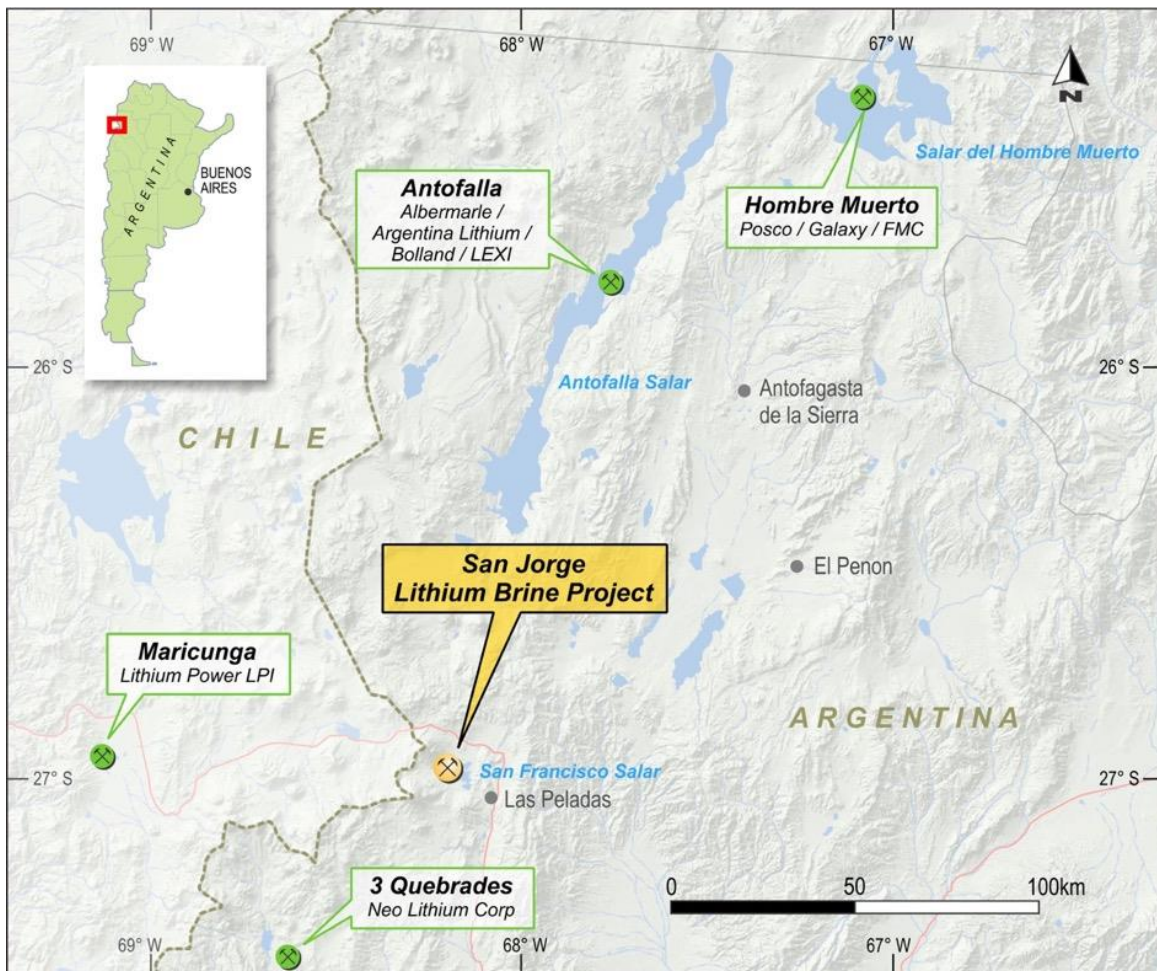 69° W
68° W
67° W
N
ARGENTINA
BUENOS
AIRES
Salar del Hombre Muerto
Antofalla
Albermarle /
Argentina Lithium /
Bolland / LEXI
Hombre Muerto
Posco / Galaxy / FMC
26° S
26° S
Antofalla Salar
Antofagasta
de la Sierra
CHILE
San Jorge
Lithium Brine Project
El Penon
Maricunga
Lithium Power LPI
ARGENTINA
San Francisco Salar
27° S
27° S
Las Peladas
3 Quebrades
Neo Lithium Corp
0 50 100km
69° W
68° W
67° W